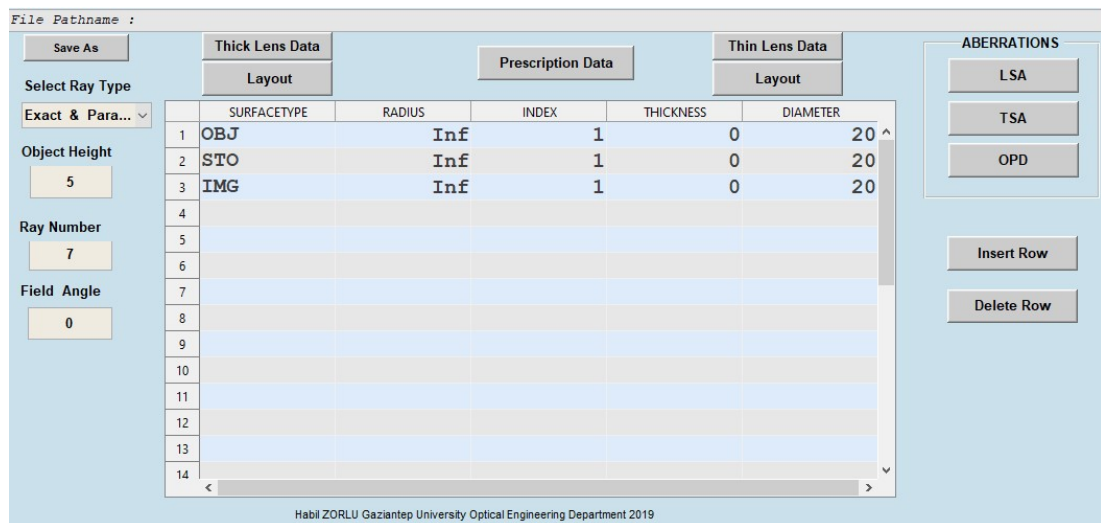 File Pathname :
Save As
Thick Lens Data
Layout
Prescription Data
Thin Lens Data
Layout
ABERRATIONS
LSA
TSA
OPD
Select Ray Type
Exact & Para...
Object Height
5
Ray Number
7
Field Angle
0
SURFACETYPE RADIUS INDEX THICKNESS DIAMETER
1 OBJ Inf 1 0 20
2 STO Inf 1 0 20
3 IMG Inf 1 0 20
4
5
6
7
8
9
10
11
12
13
14
Insert Row
Delete Row
Habil ZORLU Gaziantep University Optical Engineering Department 2019